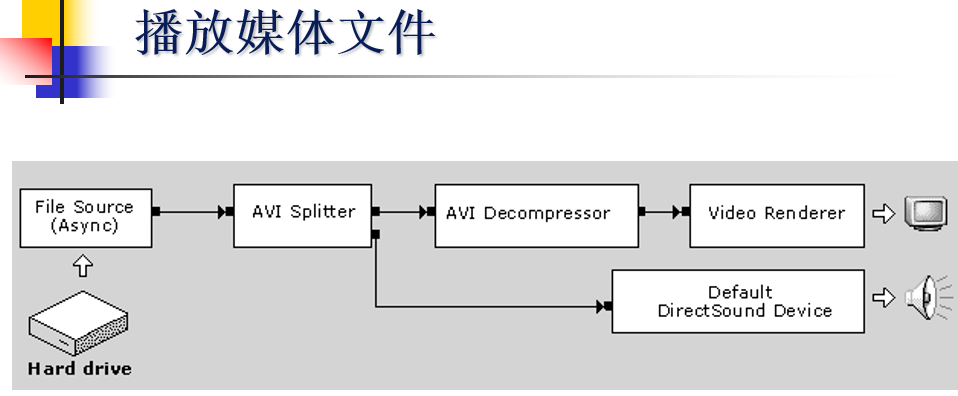 播放媒体文件
File Source
(Async)
AVI Splitter
AVI Decompressor
Video Renderer
Default
DirectSound Device
Hard drive